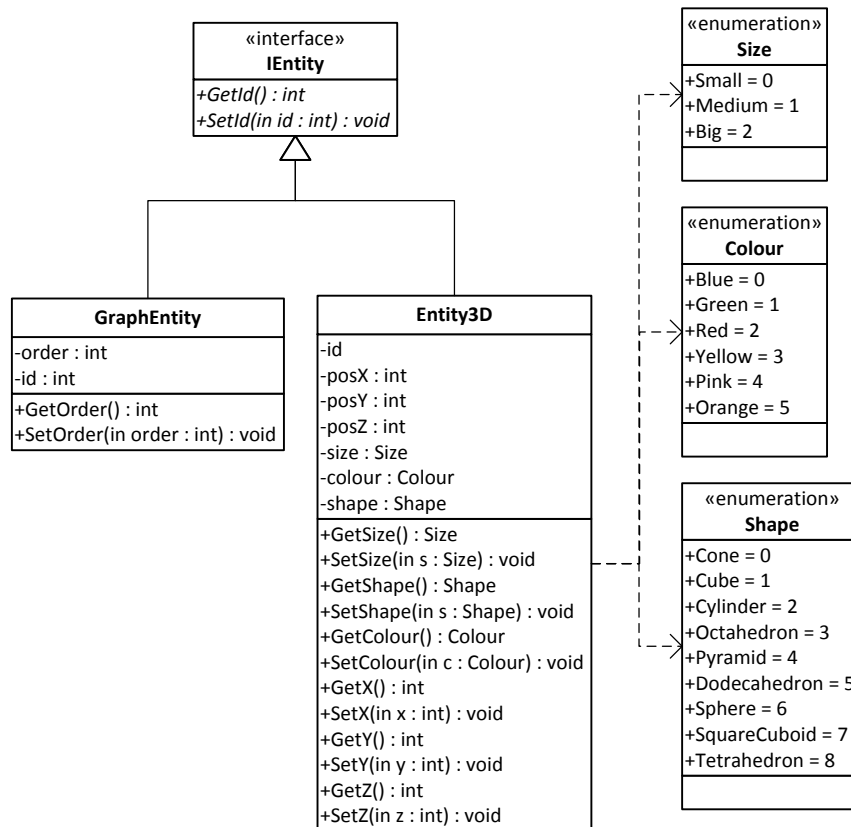 «interface»
IEntity
+GetId() : int
+SetId(in id : int) : void
GraphEntity
-order : int
-id : int
+GetOrder() : int
+SetOrder(in order : int) : void
Entity3D
-id
-posX : int
-posY : int
-posZ : int
-size : Size
-colour : Colour
-shape : Shape
+GetSize() : Size
+SetSize(in s : Size) : void
+GetShape() : Shape
+SetShape(in s : Shape) : void
+GetColour() : Colour
+SetColour(in c : Colour) : void
+GetX() : int
+SetX(in x : int) : void
+GetY() : int
+SetY(in y : int) : void
+GetZ() : int
+SetZ(in z : int) : void
«enumeration»
Size
+Small = 0
+Medium = 1
+Big = 2
«enumeration»
Colour
+Blue = 0
+Green = 1
+Red = 2
+Yellow = 3
+Pink = 4
+Orange = 5
«enumeration»
Shape
+Cone = 0
+Cube = 1
+Cylinder = 2
+Octahedron = 3
+Pyramid = 4
+Dodecahedron = 5
+Sphere = 6
+SquareCuboid = 7
+Tetrahedron = 8